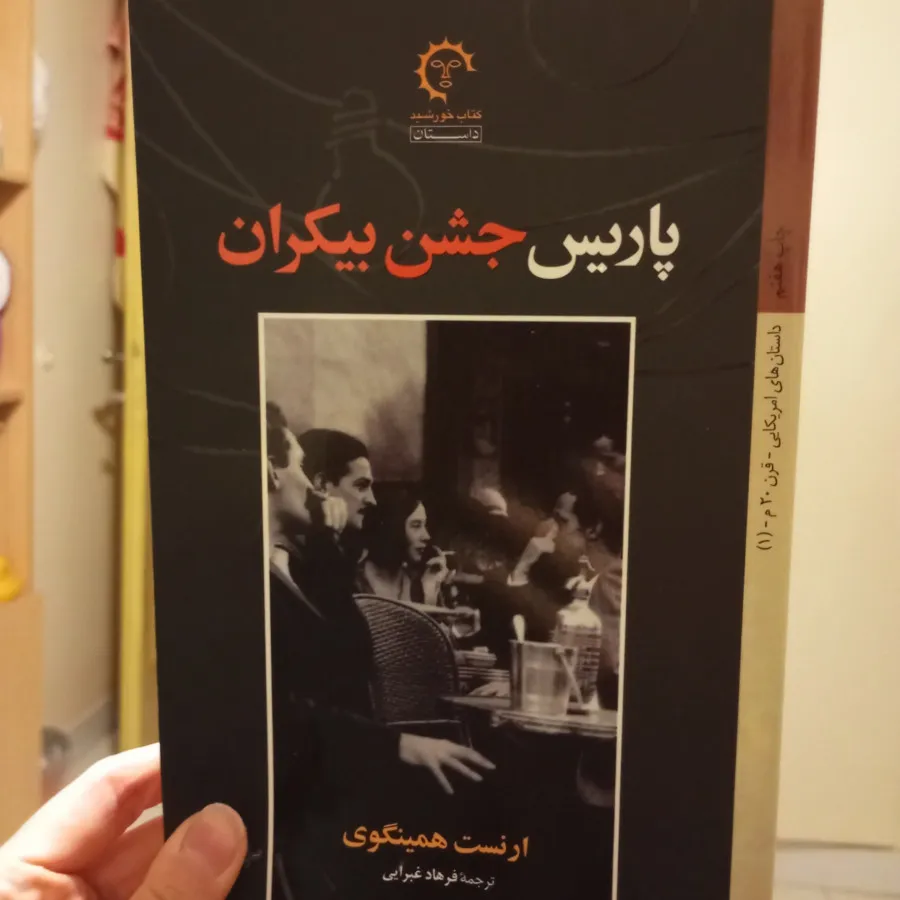 کتاب خورشید
داستان
پاریس جشن بیکران
ارنست همینگوی
ترجمهٔ فرهاد غبرایی
چاپ هفتم
داستان‌های امریکایی - قرن ۲۰ م - (۱)